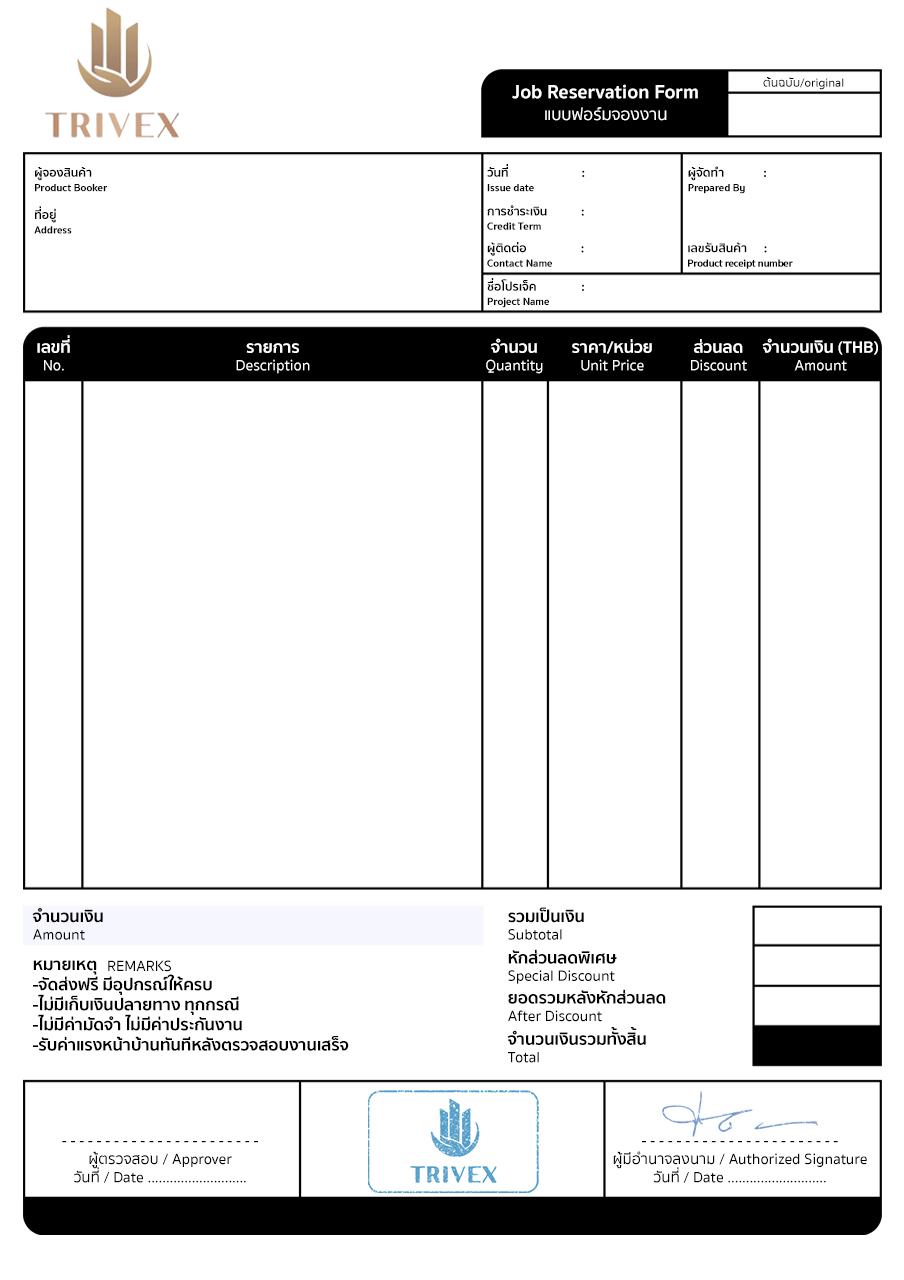 TRIVEX
Job Reservation Form
แบบฟอร์มจองงาน
ต้นฉบับ/original
ผู้จองสินค้า
Product Booker
ที่อยู่
Address
วันที่ :
Issue date
การชำระเงิน :
Credit Term
ผู้ติดต่อ :
Contact Name
ผู้จัดทำ :
Prepared By
เลขรับสินค้า :
Product receipt number
ชื่อโปรเจ็ค :
Project Name
เลขที่ รายการ จำนวน ราคา/หน่วย ส่วนลด จำนวนเงิน (THB)
No. Description Quantity Unit Price Discount Amount
จำนวนเงิน
Amount
หมายเหตุ REMARKS
-จัดส่งฟรี มีอุปกรณ์ให้ครบ
-ไม่มีเก็บเงินปลายทาง ทุกกรณี
-ไม่มีค่ามัดจำ ไม่มีค่าประกันงาน
-รับค่าแรงหน้าบ้านทันทีหลังตรวจสอบงานเสร็จ
รวมเป็นเงิน
Subtotal
หักส่วนลดพิเศษ
Special Discount
ยอดรวมหลังหักส่วนลด
After Discount
จำนวนเงินรวมทั้งสิ้น
Total
ผู้ตรวจสอบ / Approver
วันที่ / Date ...........................
TRIVEX
ผู้มีอำนาจลงนาม / Authorized Signature
วันที่ / Date ...........................